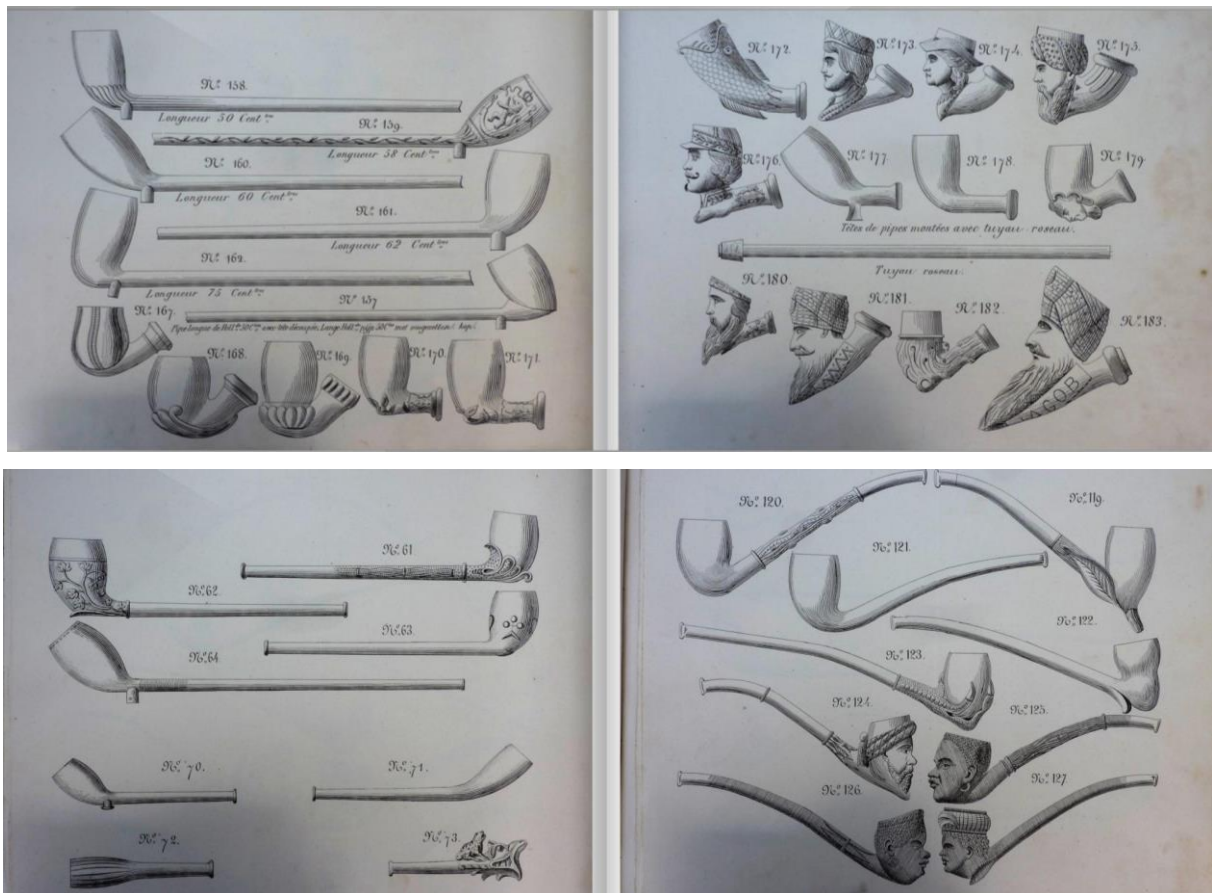 Nº 158.
Longueur 50 Cent.
Nº 159.
Longueur 58 Cent.
Nº 160.
Longueur 60 Cent.
Nº 161.
Longueur 62 Cent.
Nº 162.
Longueur 75 Cent.
Nº 157
Nº 167.
Nº 168.
Nº 169.
Nº 170.
Nº 171.
Nº 172.
Nº 173.
Nº 174.
Nº 175.
Nº 176.
Nº 177.
Nº 178.
Nº 179.
Têtes de pipes montées avec tuyau roseau.
Tuyau roseau.
Nº 180.
Nº 181.
Nº 182.
Nº 183.
JACOB
Nº 61
Nº 62.
Nº 63.
Nº 64.
Nº 70.
Nº 71.
Nº 72.
Nº 73.
Nº 120.
Nº 119.
Nº 121.
Nº 122.
Nº 123.
Nº 124.
Nº 125.
Nº 126.
Nº 127.